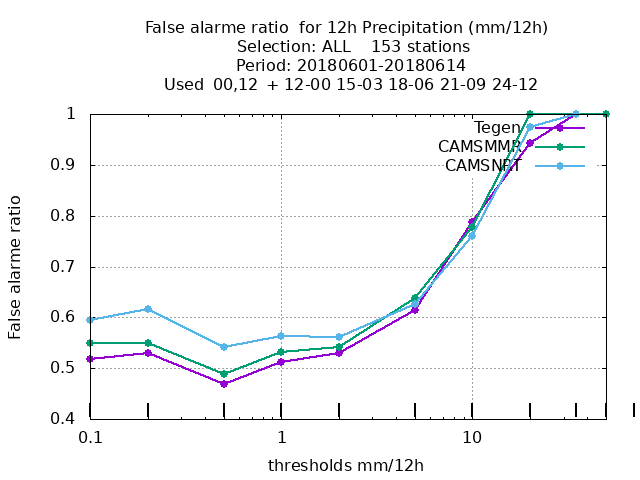 False alarme ratio  for 12h Precipitation (mm/12h)
Selection: ALL    153 stations
Period: 20180601-20180614
Used  00,12  + 12-00 15-03 18-06 21-09 24-12
1
0.9
0.8
0.7
0.6
0.5
0.4
False alarme ratio
Tegen
CAMSMMR
CAMSNRT
0.1
1
10
thresholds mm/12h